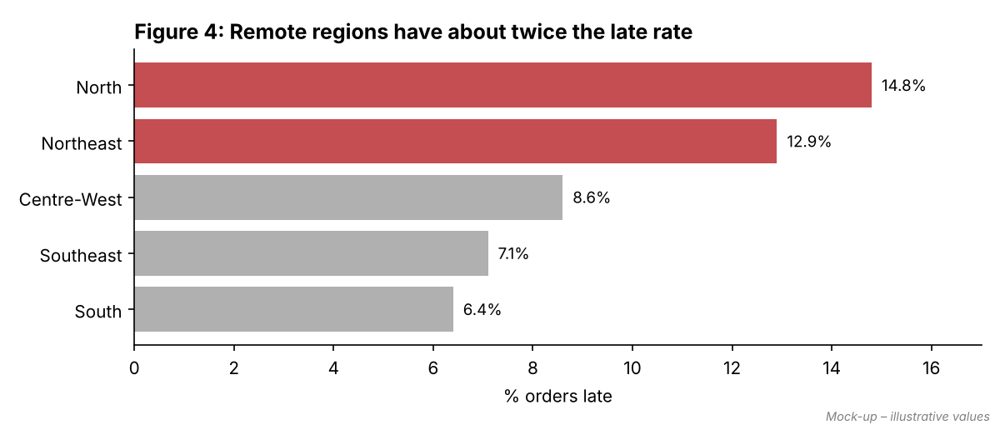 Figure 4: Remote regions have about twice the late rate
North 14.8%
Northeast 12.9%
Centre-West 8.6%
Southeast 7.1%
South 6.4%
0 2 4 6 8 10 12 14 16
% orders late
Mock-up – illustrative values